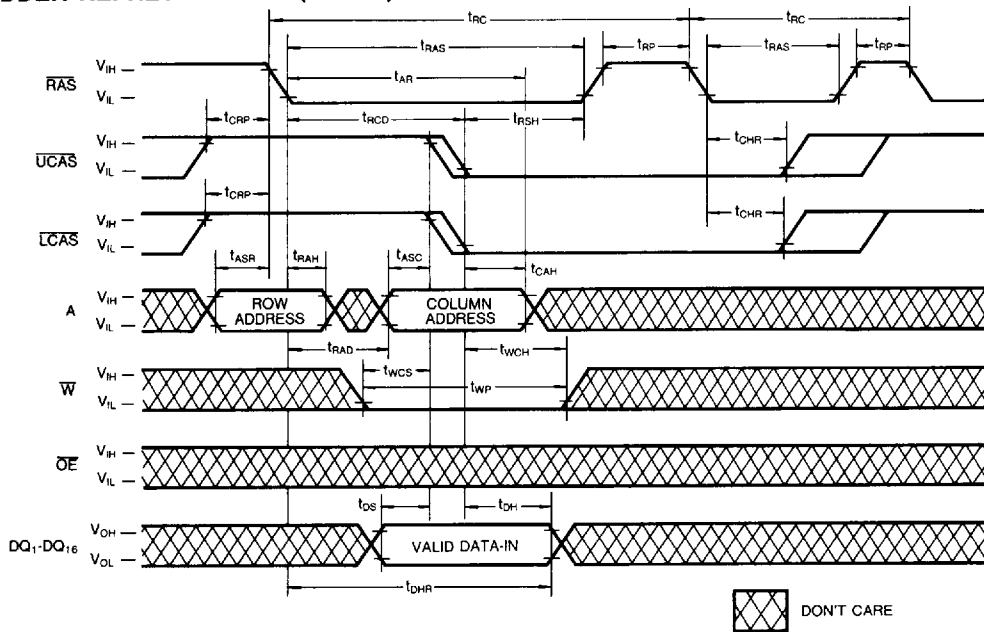 tRC tRC
tRAS tRP tRAS tRP
tAR
RAS VIH
VIL
tCRP tRCD tRSH
UCAS VIH
VIL
tCHR
tCRP
LCAS VIH
VIL
tCHR
tASR tRAH tASC tCAH
A VIH
VIL
ROW ADDRESS
COLUMN ADDRESS
tRAD tWCH
tWCS
tWP
W VIH
VIL
OE VIH
VIL
tDS tDH
DQ1-DQ16 VOH
VOL
VALID DATA-IN
tDHR
DON'T CARE